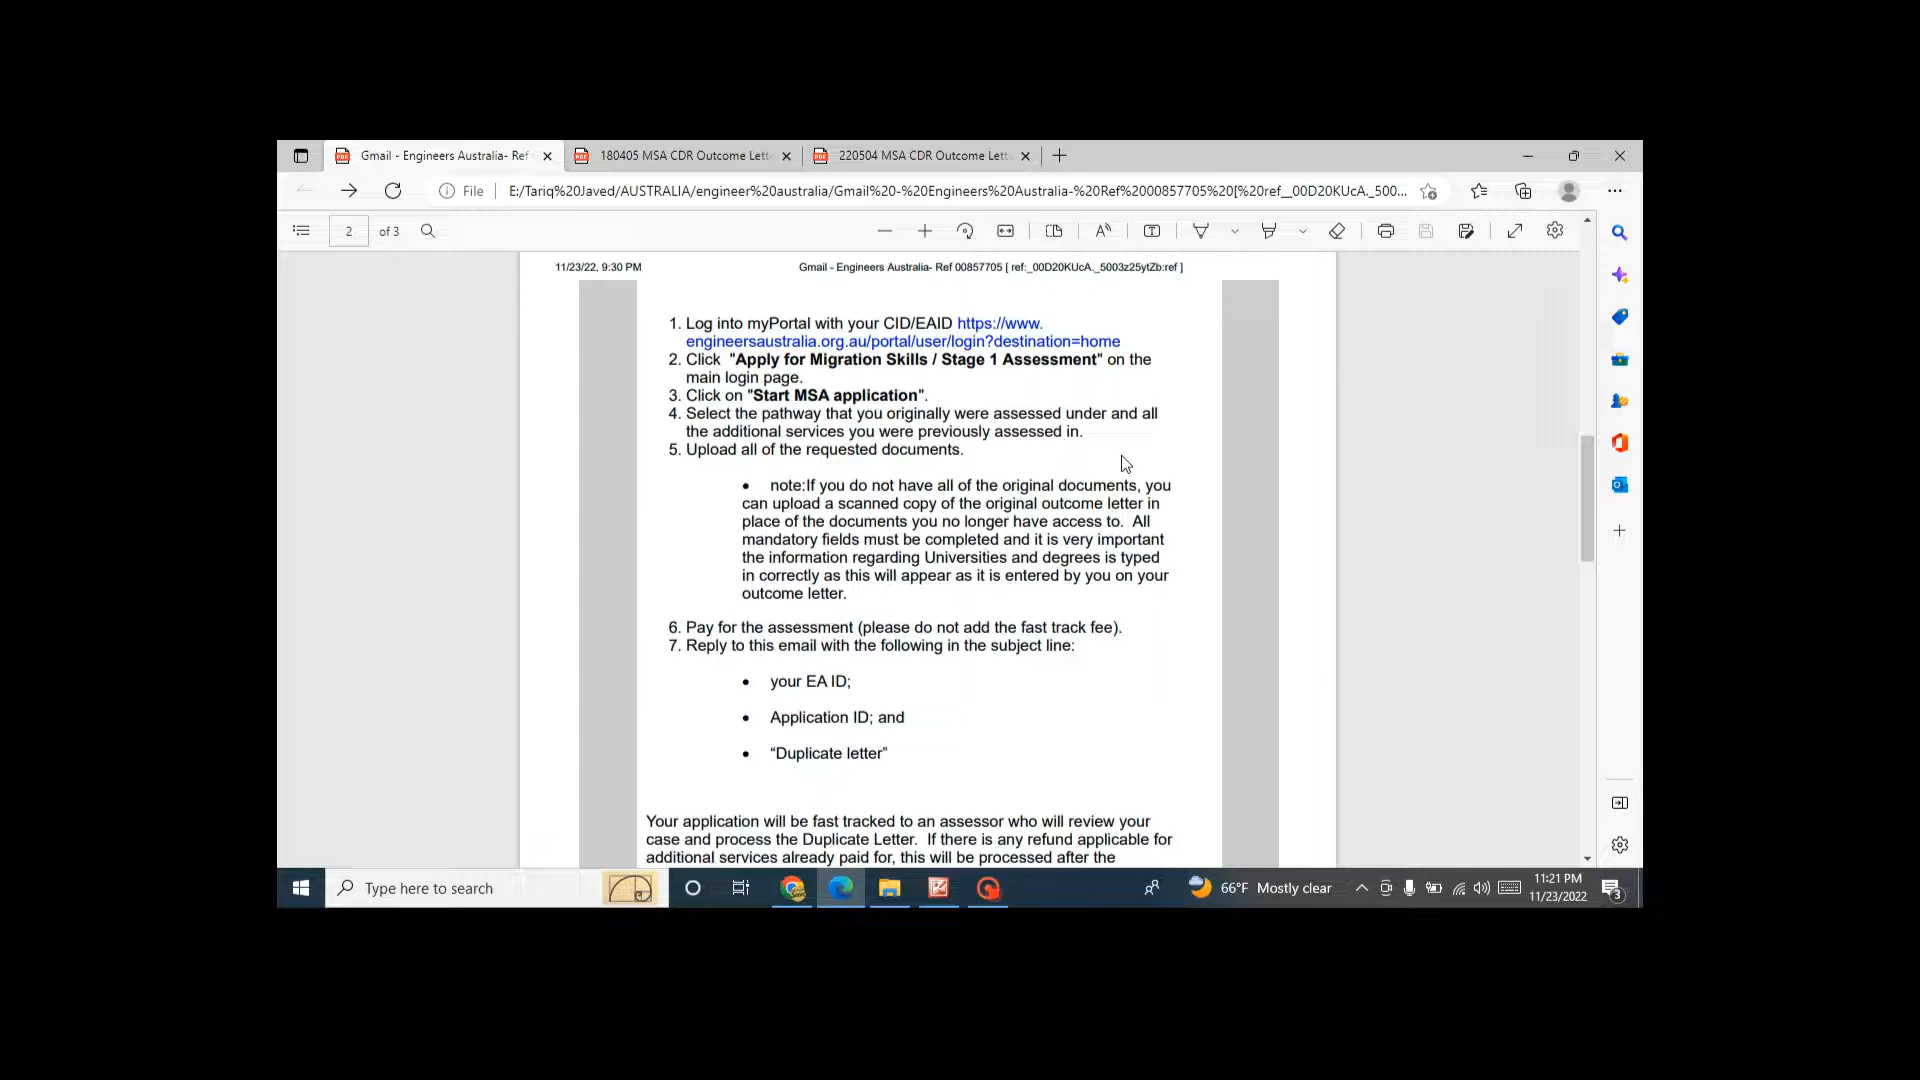 Gmail - Engineers Australia- Ref
180405 MSA CDR Outcome Lett
220504 MSA CDR Outcome Lett
File
E:/Tariq%20Javed/AUSTRALIA/engineer%20australia/Gmail%20-%20Engineers%20Australia-%20Ref%2000857705%20[%20ref__00D20KUcA._500...
2 of 3
11/23/22, 9:30 PM
Gmail - Engineers Australia- Ref 00857705 [ ref:_00D20KUcA._5003z25ytZb:ref ]
1. Log into myPortal with your CID/EAID https://www.
engineersaustralia.org.au/portal/user/login?destination=home
2. Click "Apply for Migration Skills / Stage 1 Assessment" on the
main login page.
3. Click on "Start MSA application".
4. Select the pathway that you originally were assessed under and all
the additional services you were previously assessed in.
5. Upload all of the requested documents.
• note:If you do not have all of the original documents, you
can upload a scanned copy of the original outcome letter in
place of the documents you no longer have access to. All
mandatory fields must be completed and it is very important
the information regarding Universities and degrees is typed
in correctly as this will appear as it is entered by you on your
outcome letter.
6. Pay for the assessment (please do not add the fast track fee).
7. Reply to this email with the following in the subject line:
• your EA ID;
• Application ID; and
• “Duplicate letter”
Your application will be fast tracked to an assessor who will review your
case and process the Duplicate Letter. If there is any refund applicable for
additional services already paid for, this will be processed after the
Type here to search
66°F Mostly clear
11:21 PM
11/23/2022
3